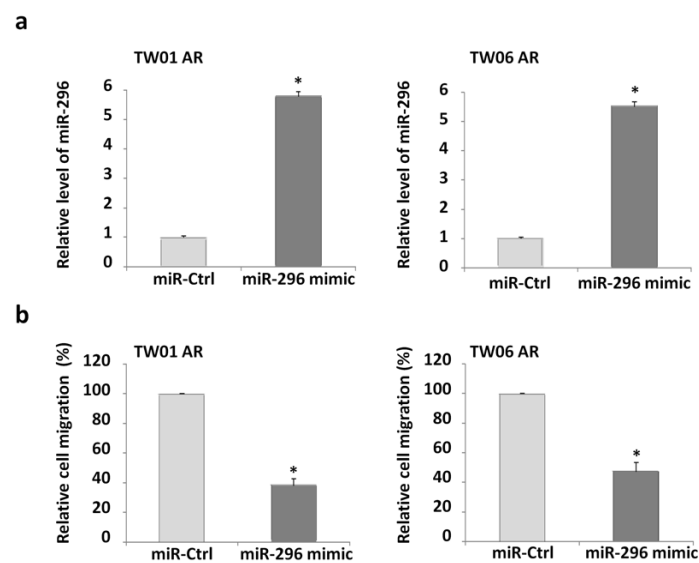 a
TW01 AR
Relative level of miR-296
6
5
4
3
2
1
0
*
miR-Ctrl miR-296 mimic
TW06 AR
Relative level of miR-296
6
5
4
3
2
1
0
*
miR-Ctrl miR-296 mimic
b
TW01 AR
Relative cell migration (%)
120
100
80
60
40
20
0
*
miR-Ctrl miR-296 mimic
TW06 AR
Relative cell migration (%)
120
100
80
60
40
20
0
*
miR-Ctrl miR-296 mimic